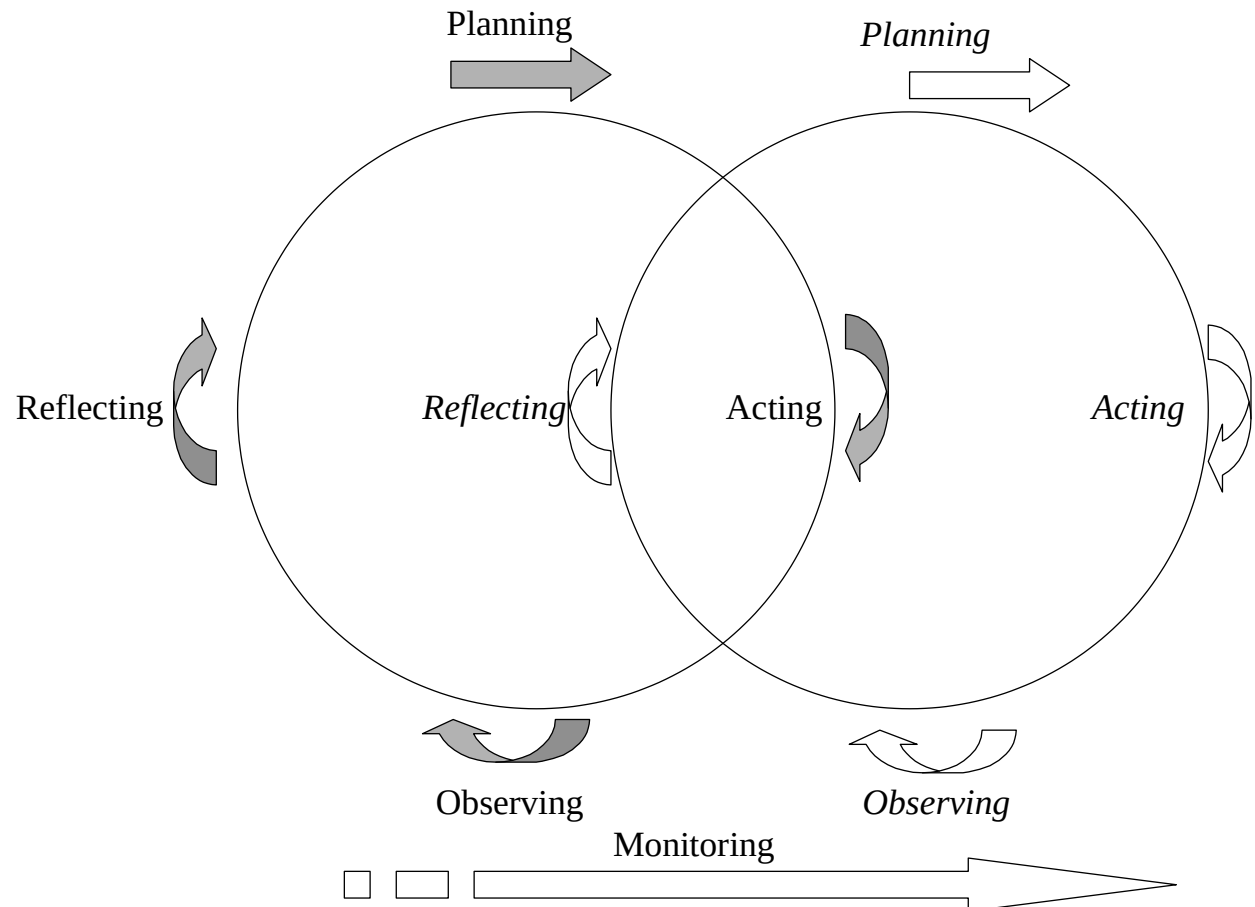 Planning
Planning
Reflecting
Reflecting
Acting
Acting
Observing
Observing
Monitoring